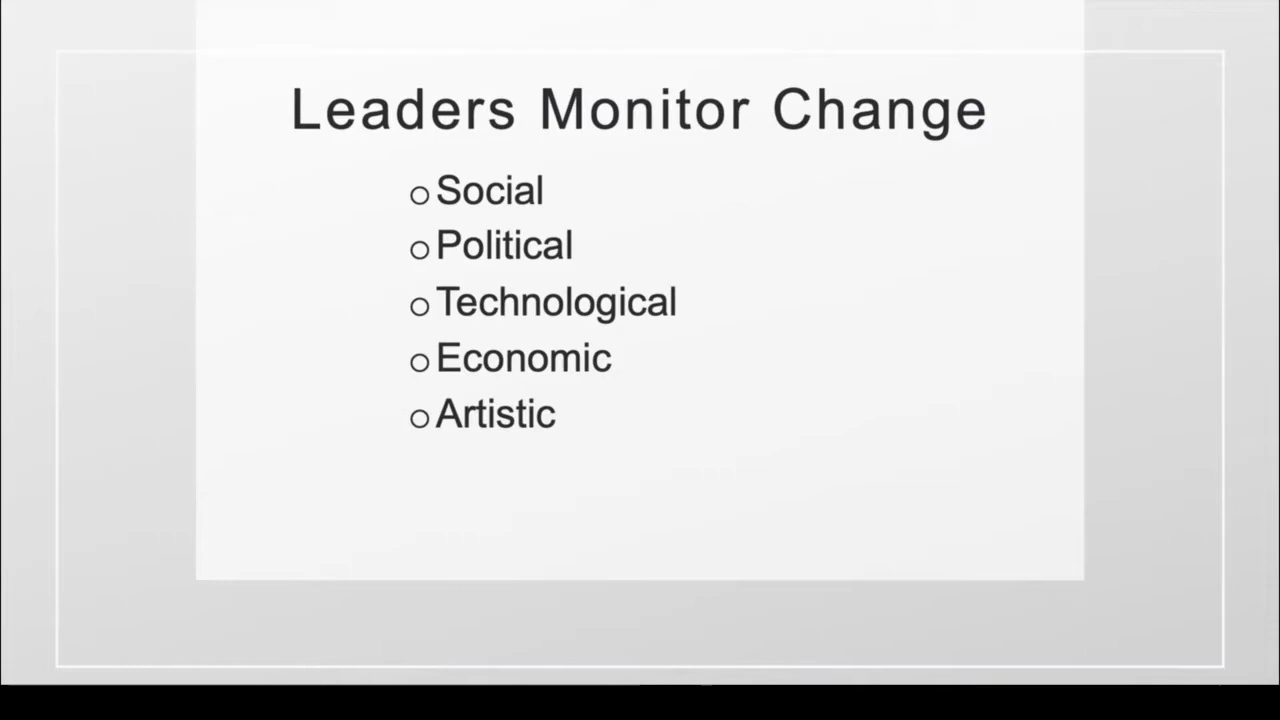 Leaders Monitor Change
○ Social
○ Political
○ Technological
○ Economic
○ Artistic